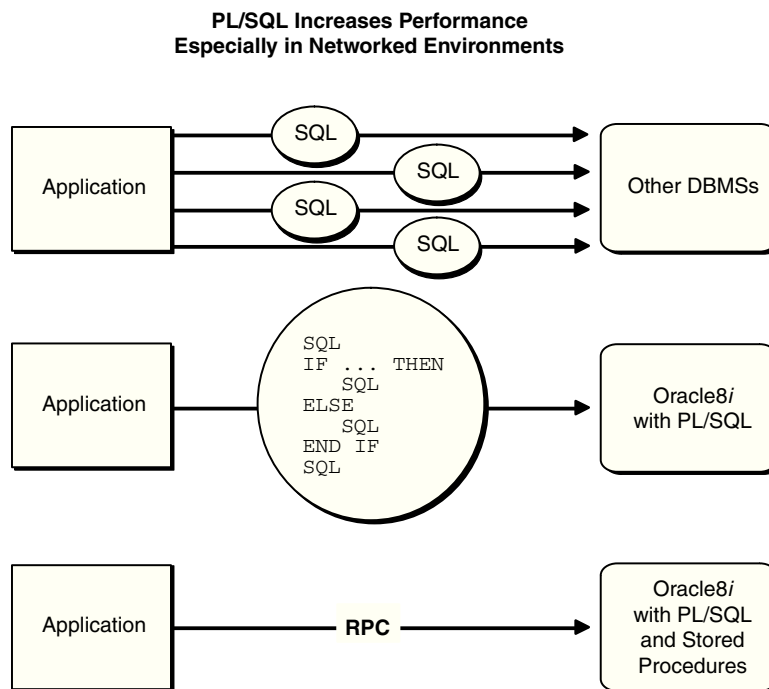 PL/SQL Increases Performance
Especially in Networked Environments
Application
SQL
SQL
SQL
SQL
Other DBMSs
Application
SQL
IF ... THEN
    SQL
ELSE
    SQL
END IF
SQL
Oracle8i
with PL/SQL
Application
RPC
Oracle8i
with PL/SQL
and Stored
Procedures